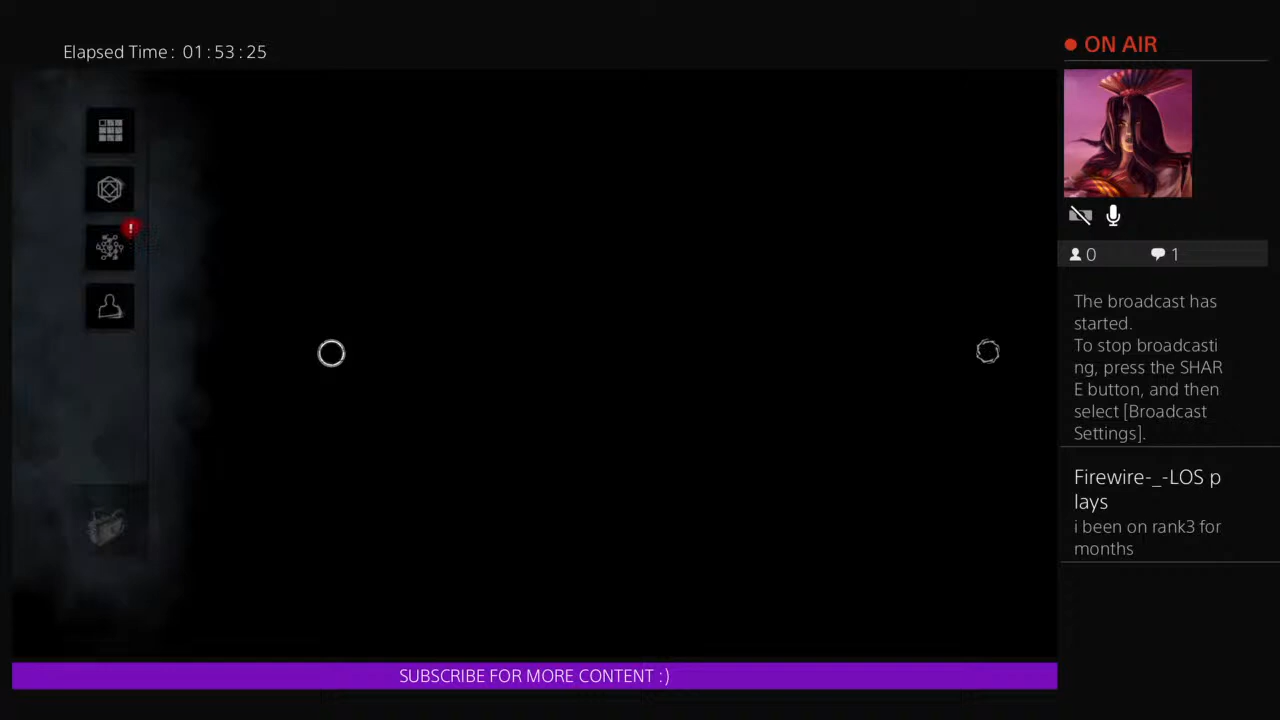 Elapsed Time: 01:53:25
ON AIR
0
1
The broadcast has
started.
To stop broadcasti
ng, press the SHAR
E button, and then
select [Broadcast
Settings].
Firewire-_-LOS p
lays
i been on rank3 for
months
!
SUBSCRIBE FOR MORE CONTENT :)